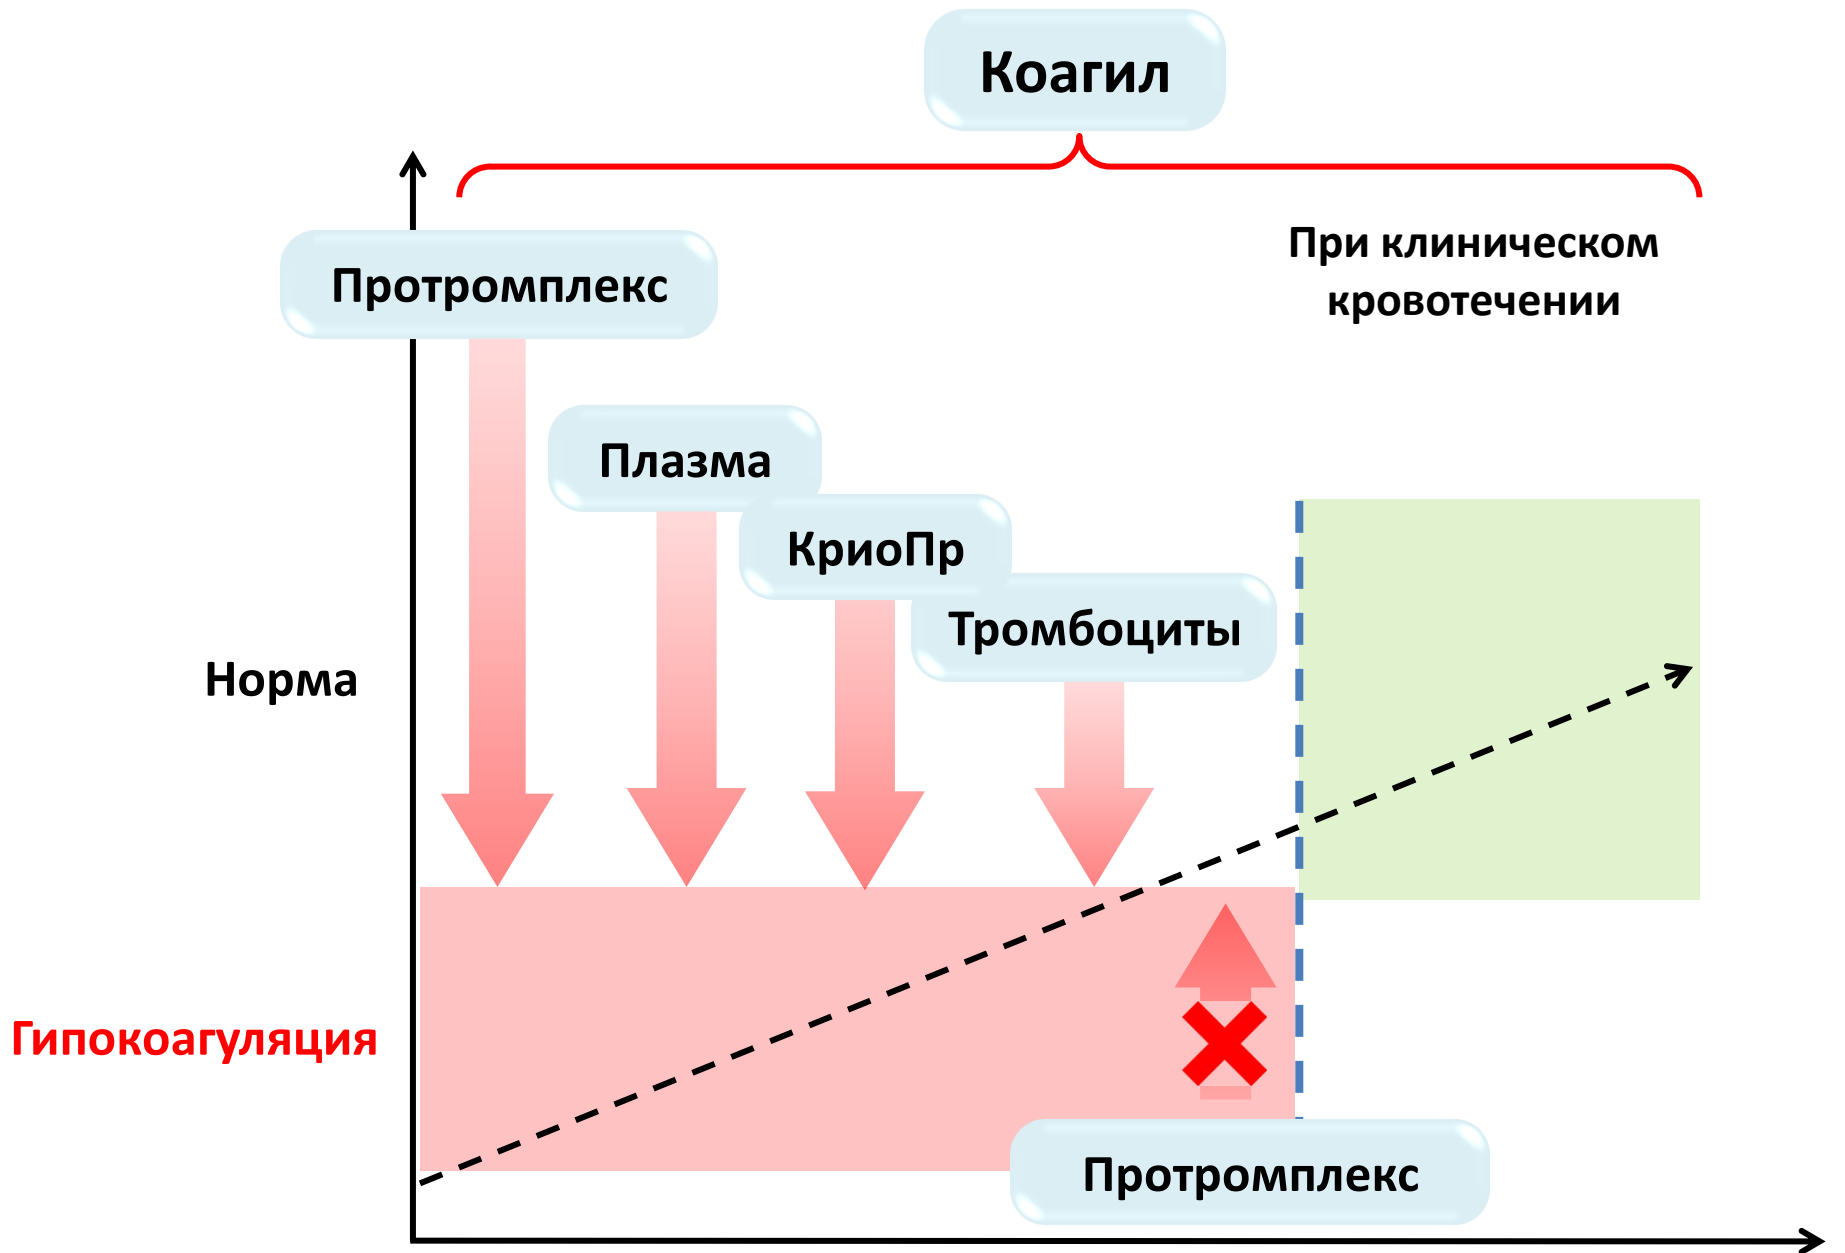 Коагил
При клиническом
кровотечении
Протромплекс
Плазма
КриоПр
Тромбоциты
Норма
Гипокоагуляция
Протромплекс